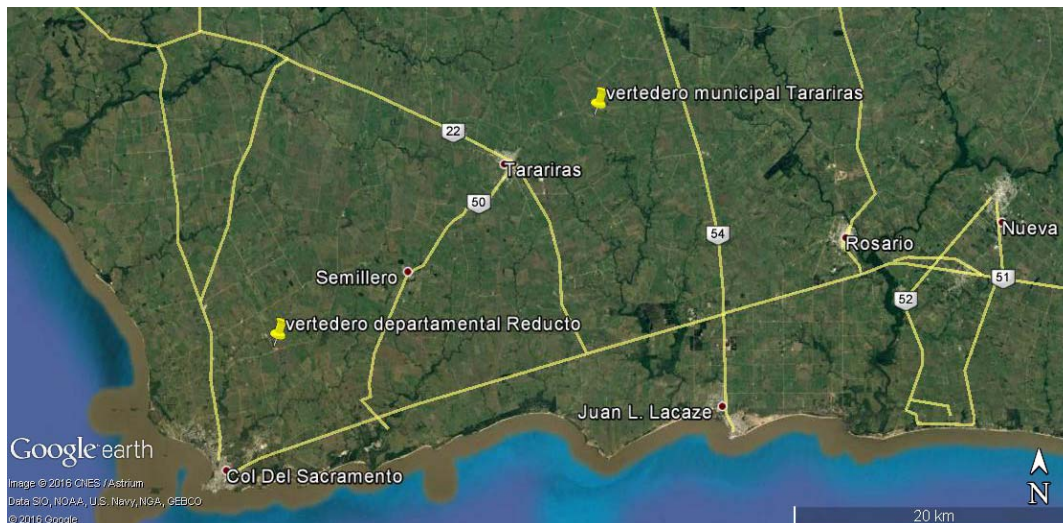 vertedero municipal Tarariras
22
Tarariras
50
54
Rosario
Nueva
Semillero
51
52
vertedero departamental Reducto
Juan L. Lacaze
Google earth
Col Del Sacramento
Image © 2016 CNES / Astrium
Data SIO, NOAA, U.S. Navy, NGA, GEBCO
© 2016 Google
N
20 km